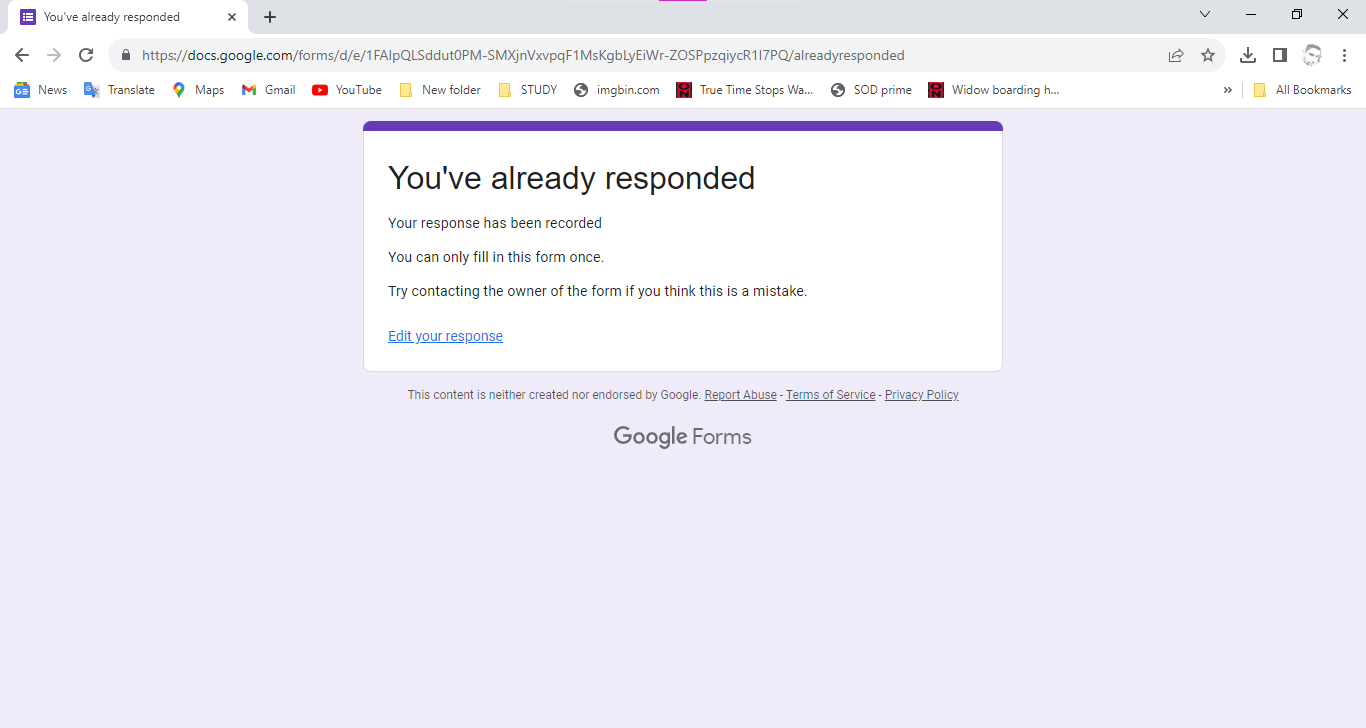 You've already responded
https://docs.google.com/forms/d/e/1FAIpQLSddut0PM-SMXjnVxvpqF1MsKgbLyEiWr-ZOSPpzqiycR1I7PQ/alreadyresponded
News Translate Maps Gmail YouTube New folder STUDY imgbin.com True Time Stops Wa... SOD prime Widow boarding h... » All Bookmarks
You've already responded
Your response has been recorded
You can only fill in this form once.
Try contacting the owner of the form if you think this is a mistake.
Edit your response
This content is neither created nor endorsed by Google. Report Abuse - Terms of Service - Privacy Policy
Google Forms